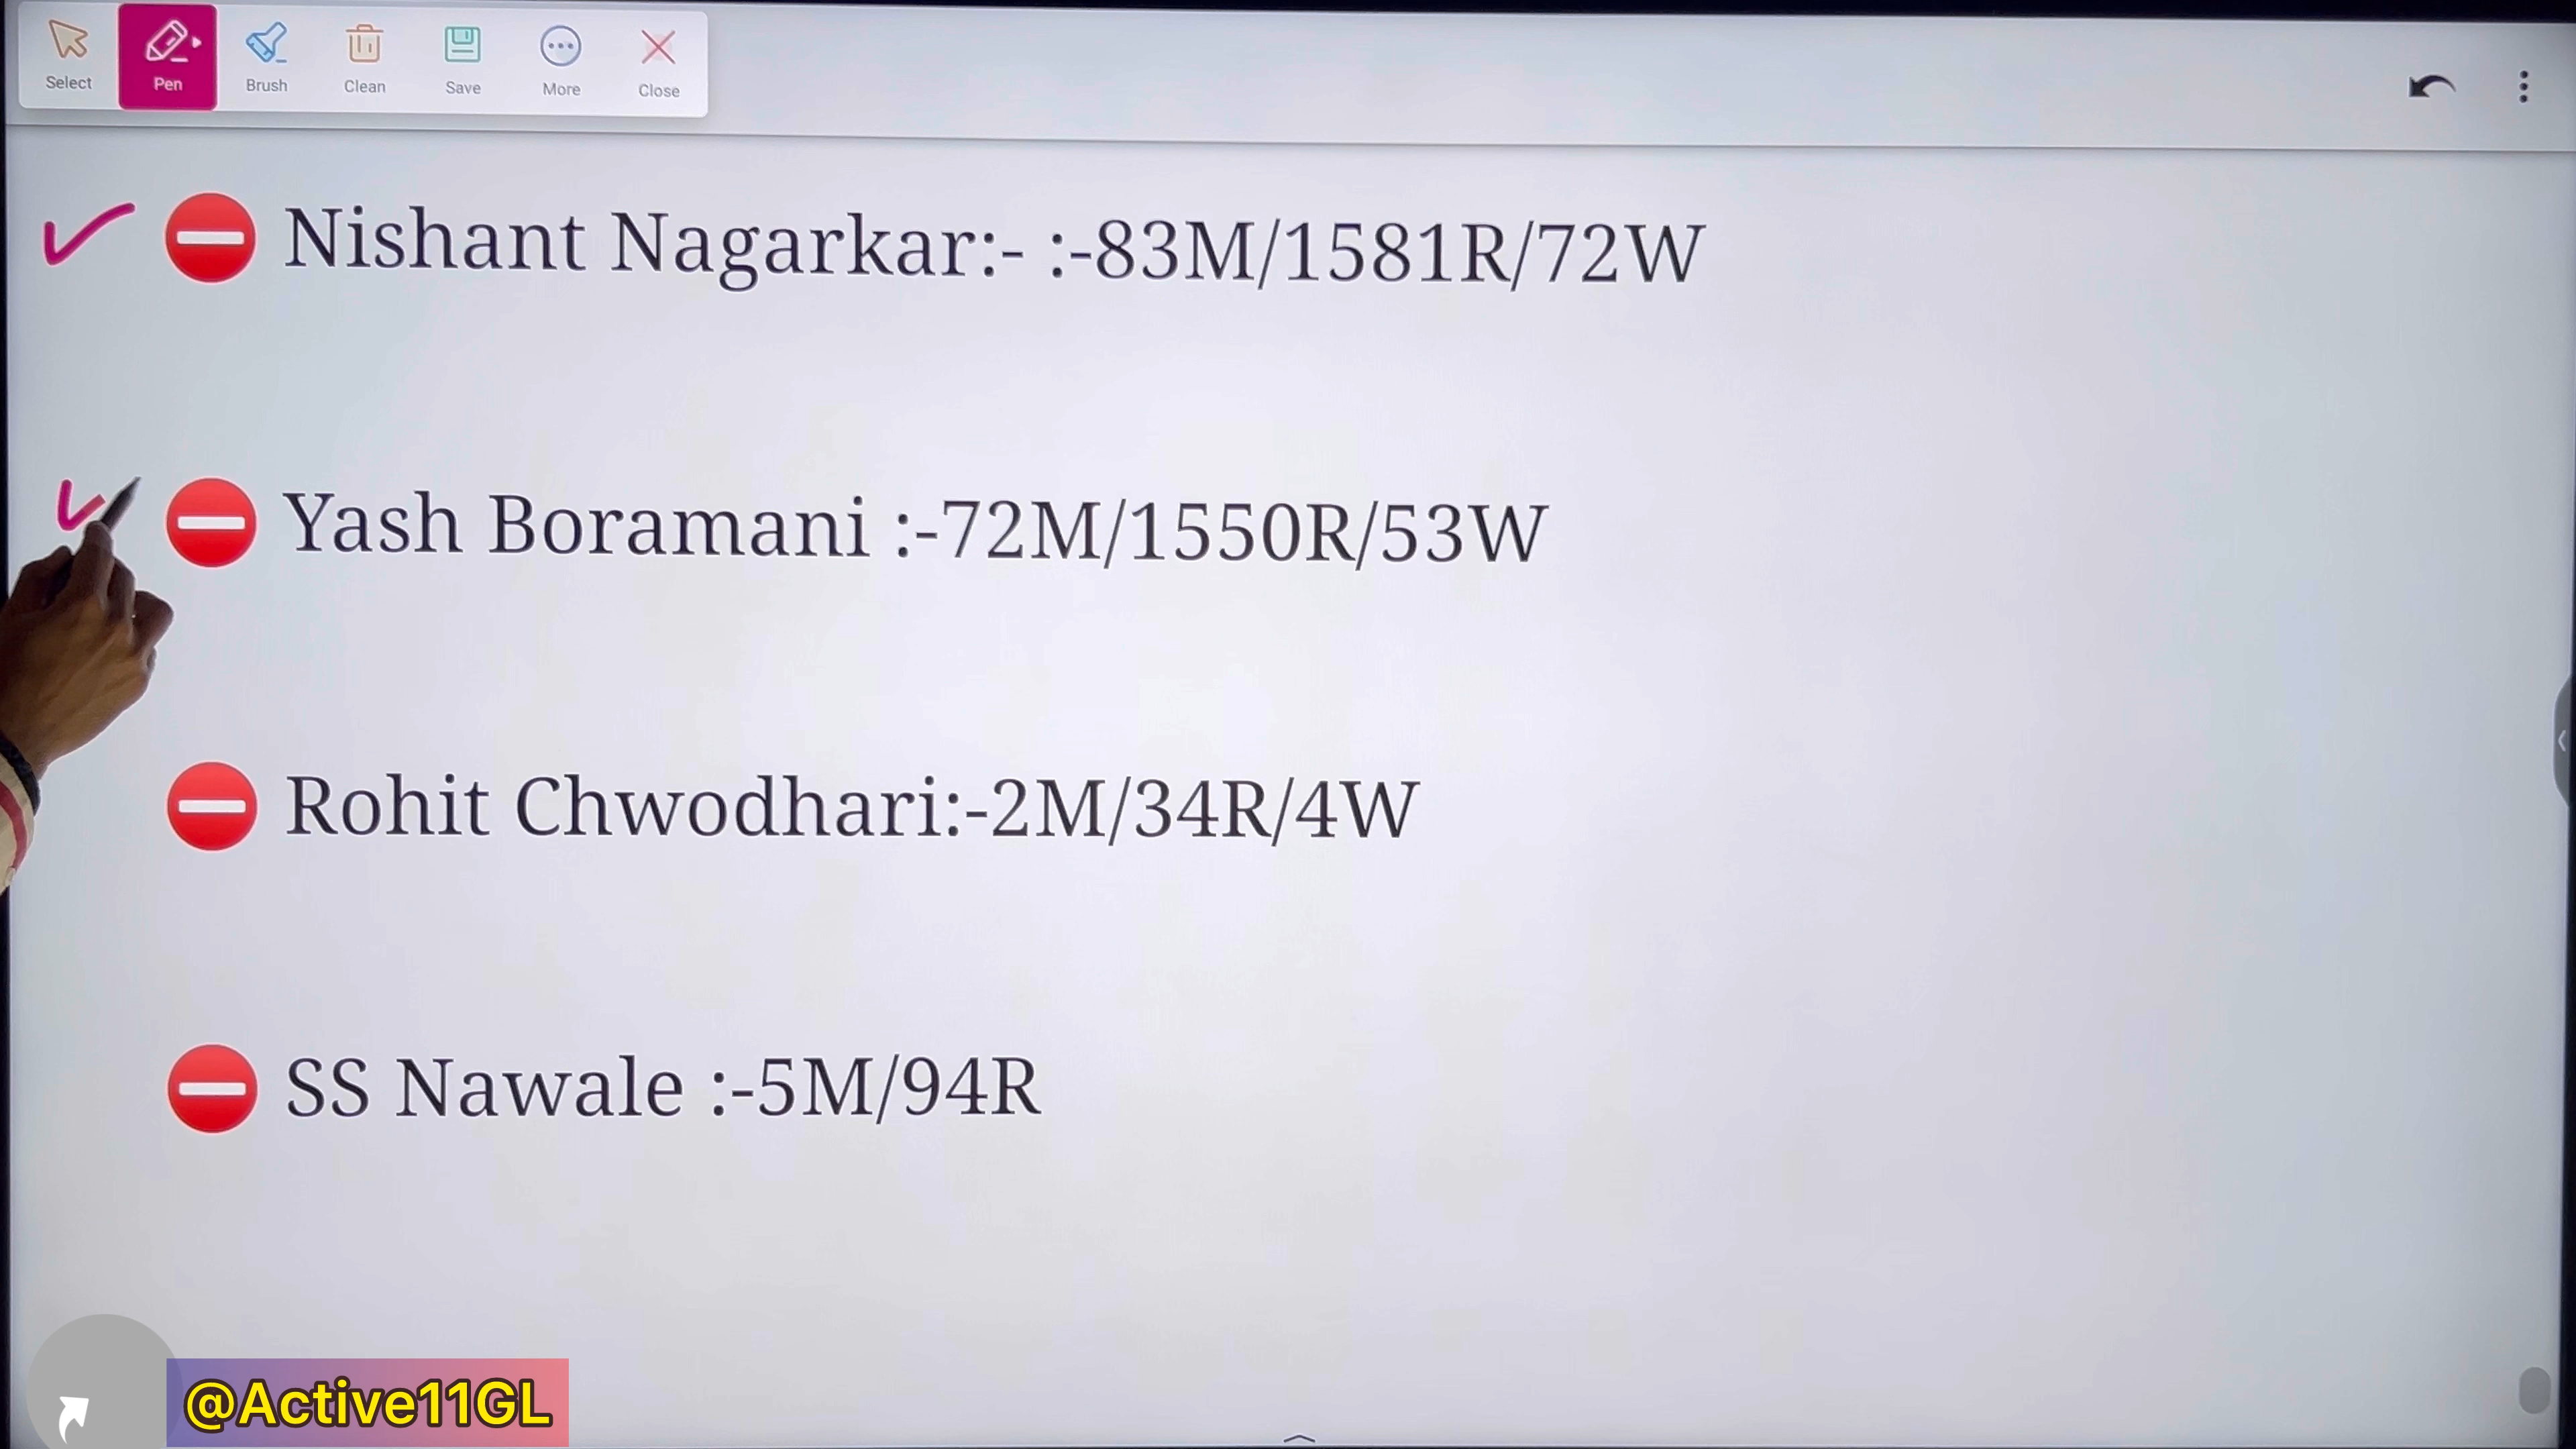 Select Pen Brush Clean Save More Close
Nishant Nagarkar:- :-83M/1581R/72W
Yash Boramani :-72M/1550R/53W
Rohit Chwodhari:-2M/34R/4W
SS Nawale :-5M/94R
@Active11GL